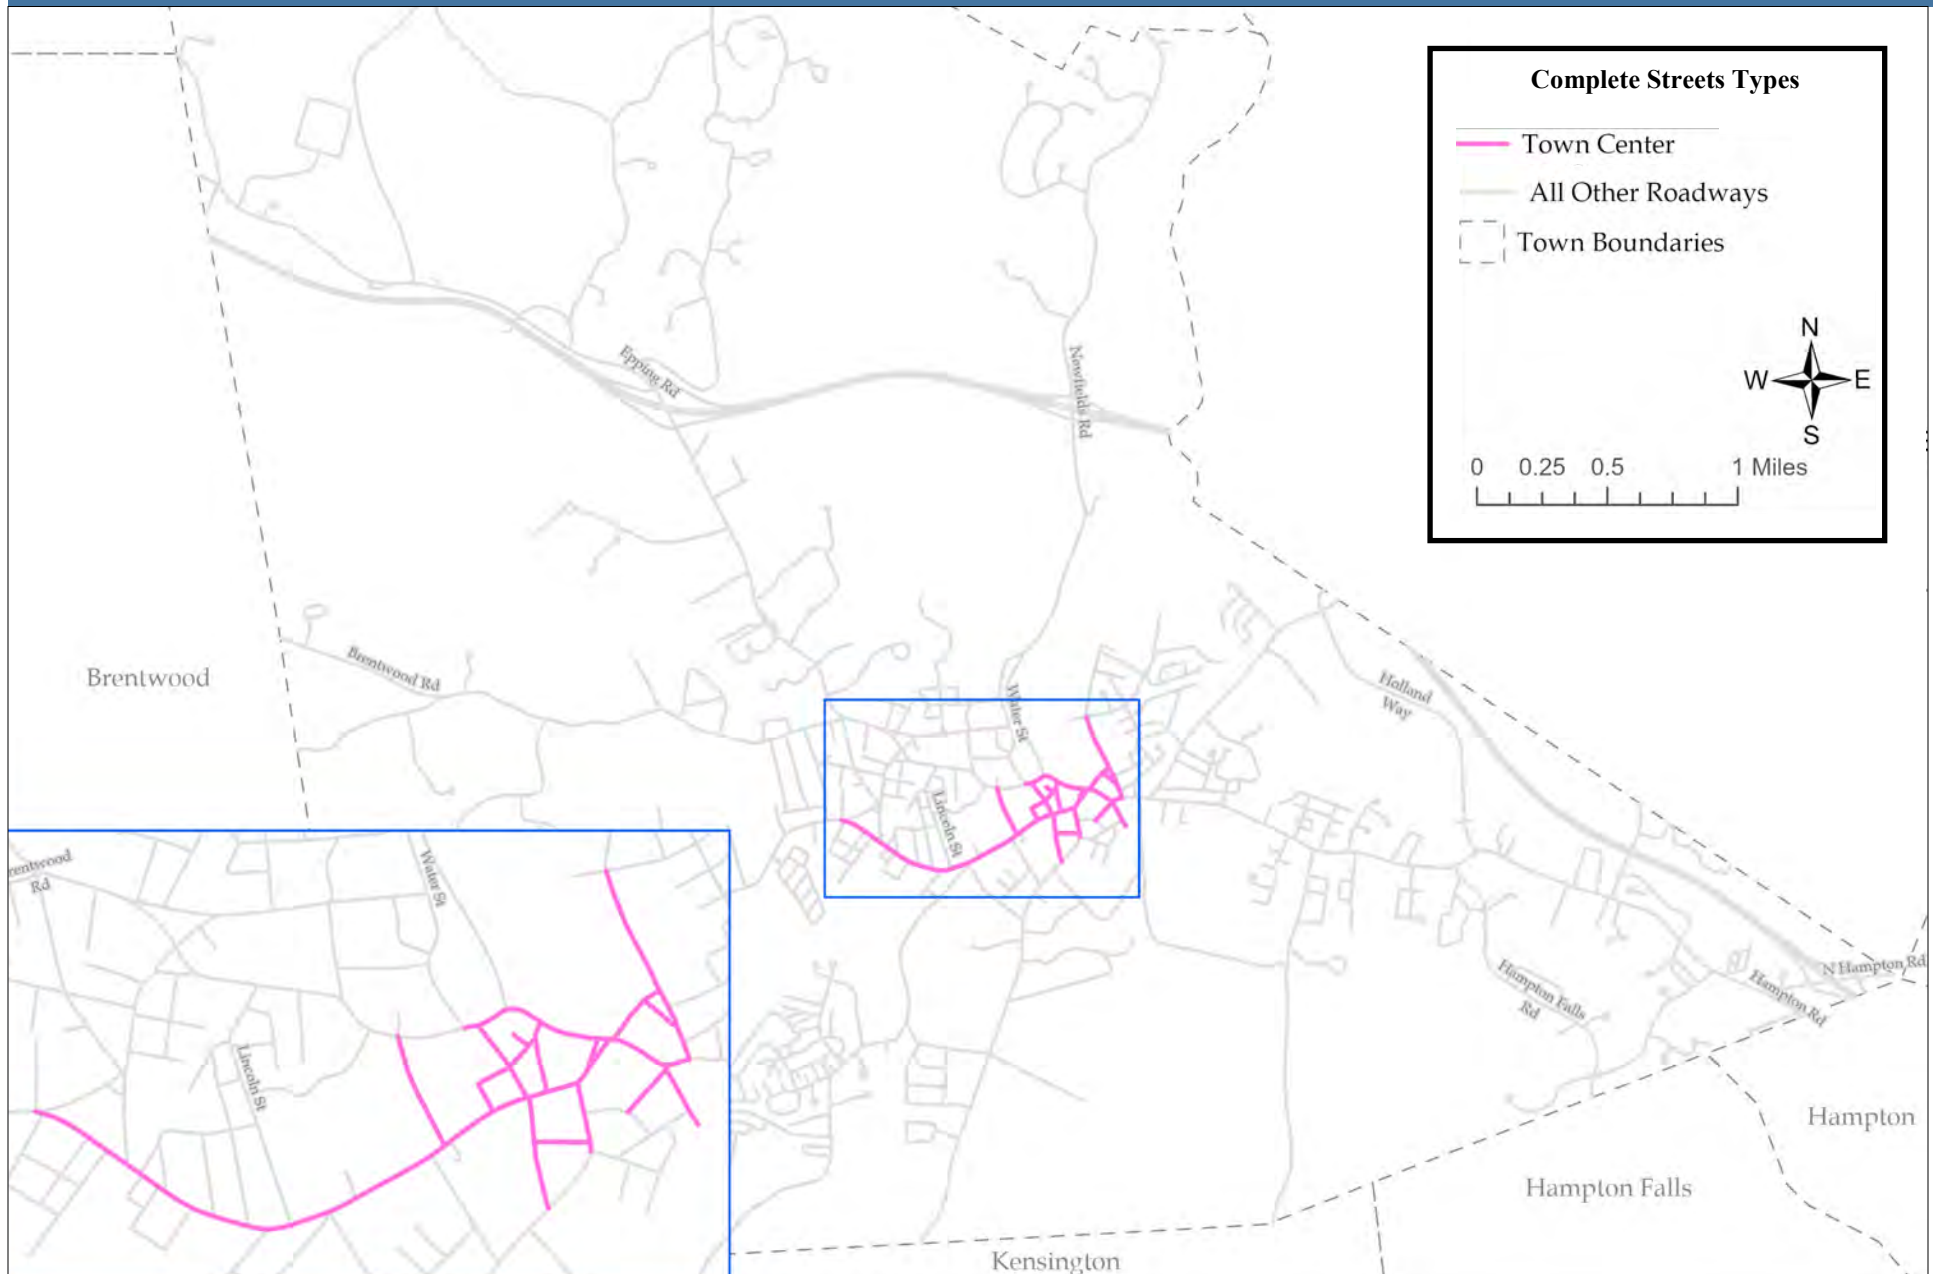 Complete Streets Types
Town Center
All Other Roadways
Town Boundaries
N
W E
S
0 0.25 0.5 1 Miles
Epping Rd
Newfields Rd
Brentwood
Brentwood Rd
Holland
Way
Water St
Lincoln St
rentwood
Rd
Water St
Lincoln St
N Hampton Rd
Hampton Rd
Hampton Falls
Rd
Hampton
Hampton Falls
Kensington